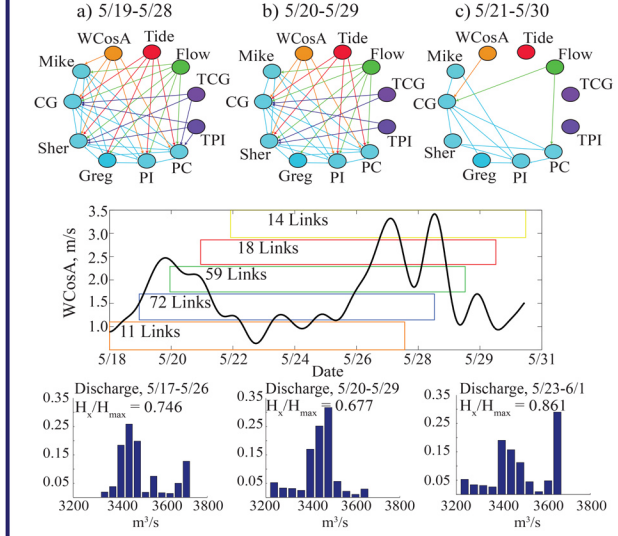 a) 5/19-5/28
b) 5/20-5/29
c) 5/21-5/30
WCosA
Tide
Mike
Flow
TCG
CG
TPI
Sher
PC
Greg
PI
WCosA
Tide
Mike
Flow
TCG
CG
TPI
Sher
PC
Greg
PI
WCosA
Tide
Mike
Flow
TCG
CG
TPI
Sher
PC
Greg
PI
WCosA, m/s
3.5
3.0
2.5
2.0
1.5
1.0
14 Links
18 Links
59 Links
72 Links
11 Links
5/18
5/20
5/22
5/24
5/26
5/28
5/29
5/31
Date
Discharge, 5/17-5/26
Hx/Hmax = 0.746
0.35
0.25
0.15
0.05
3200
3400
3800
m³/s
Discharge, 5/20-5/29
Hx/Hmax = 0.677
0.35
0.25
0.15
0.05
3200
3400
3600
3800
m³/s
Discharge, 5/23-6/1
Hx/Hmax = 0.861
0.35
0.25
0.15
0.05
3200
3400
3600
3800
m³/s